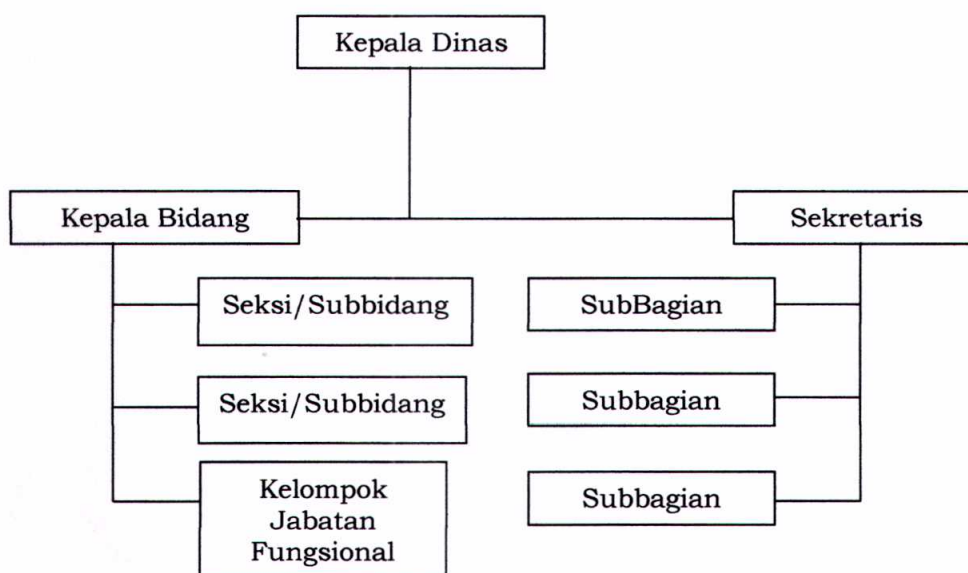 Kepala Dinas
Kepala Bidang
Sekretaris
Seksi/Subbidang
SubBagian
Seksi/Subbidang
Subbagian
Kelompok
Jabatan
Fungsional
Subbagian